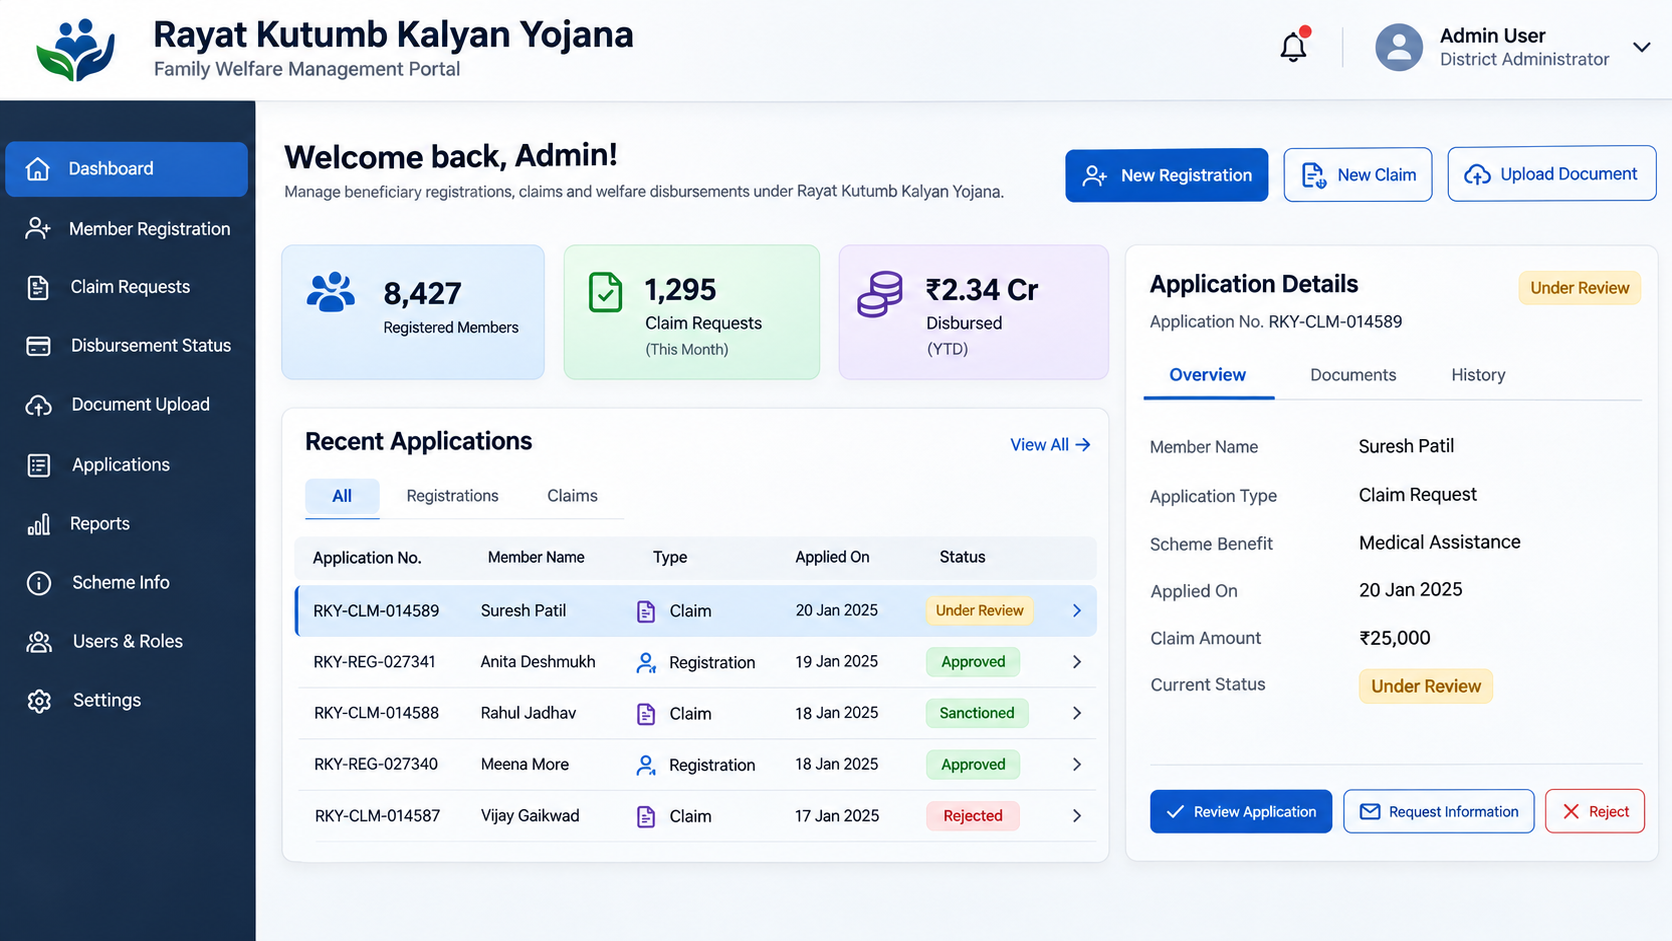 Rayat Kutumb Kalyan Yojana
Family Welfare Management Portal
Admin User
District Administrator
Dashboard
Member Registration
Claim Requests
Disbursement Status
Document Upload
Applications
Reports
Scheme Info
Users & Roles
Settings
Welcome back, Admin!
Manage beneficiary registrations, claims and welfare disbursements under Rayat Kutumb Kalyan Yojana.
New Registration
New Claim
Upload Document
8,427
Registered Members
1,295
Claim Requests
(This Month)
₹2.34 Cr
Disbursed
(YTD)
Recent Applications
View All
All Registrations Claims
Application No. Member Name Type Applied On Status
RKY-CLM-014589 Suresh Patil Claim 20 Jan 2025 Under Review
RKY-REG-027341 Anita Deshmukh Registration 19 Jan 2025 Approved
RKY-CLM-014588 Rahul Jadhav Claim 18 Jan 2025 Sanctioned
RKY-REG-027340 Meena More Registration 18 Jan 2025 Approved
RKY-CLM-014587 Vijay Gaikwad Claim 17 Jan 2025 Rejected
Application Details
Under Review
Application No. RKY-CLM-014589
Overview Documents History
Member Name Suresh Patil
Application Type Claim Request
Scheme Benefit Medical Assistance
Applied On 20 Jan 2025
Claim Amount ₹25,000
Current Status Under Review
Review Application
Request Information
Reject